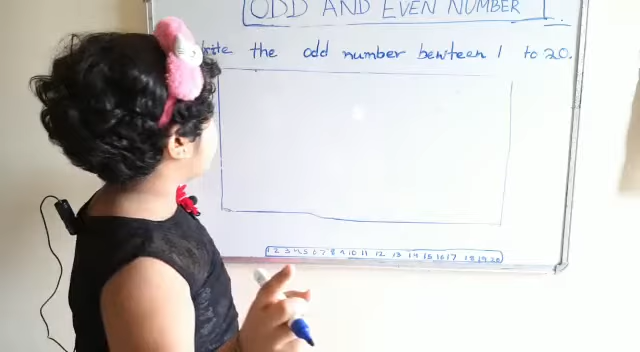 ODD AND EVEN NUMBER
rite the odd number bewteen 1 to 20.
1 2 3 4 5 6 7 8 9 10 11 12 13 14 15 16 17 18 19 20